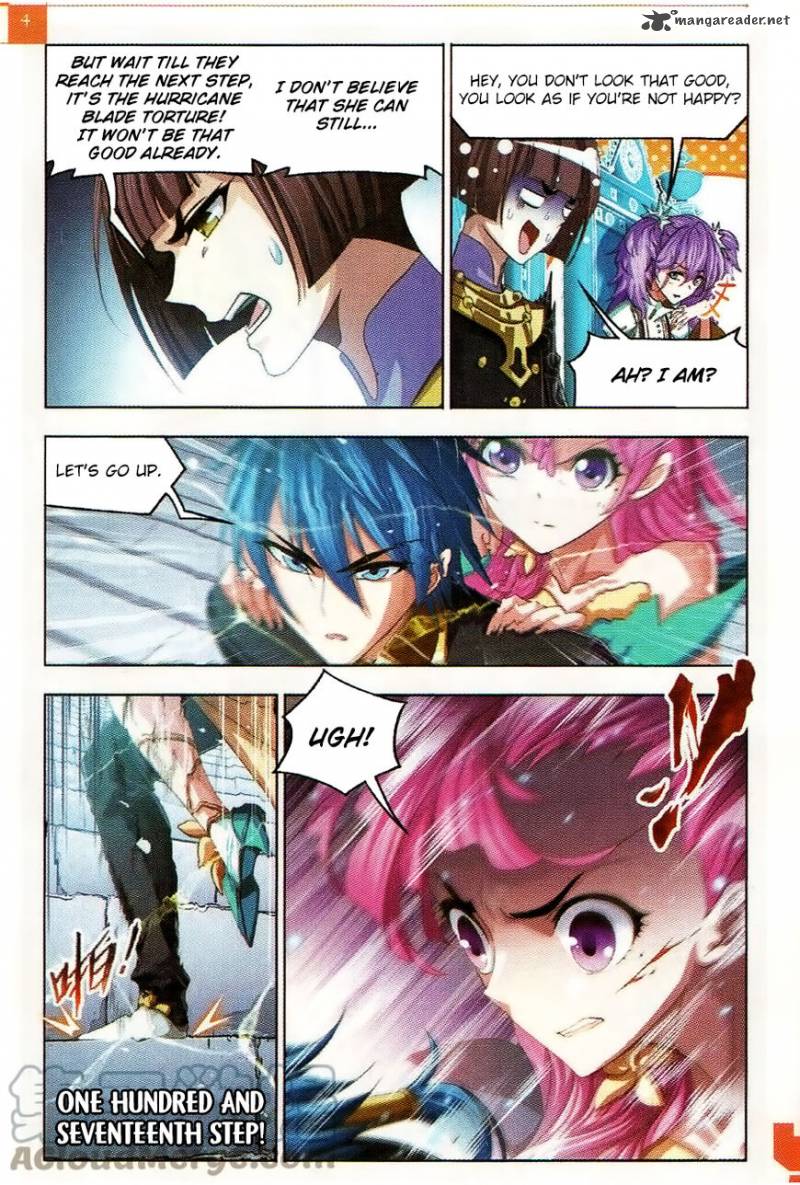 4
mangareader.net
BUT WAIT TILL THEY
REACH THE NEXT STEP,
IT'S THE HURRICANE
BLADE TORTURE!
IT WON'T BE THAT
GOOD ALREADY.
I DON'T BELIEVE
THAT SHE CAN
STILL...
HEY, YOU DON'T LOOK THAT GOOD,
YOU LOOK AS IF YOU'RE NOT HAPPY?
AH? I AM?
LET'S GO UP.
UGH!
ONE HUNDRED AND
SEVENTEENTH STEP!
Acloudmerge.com